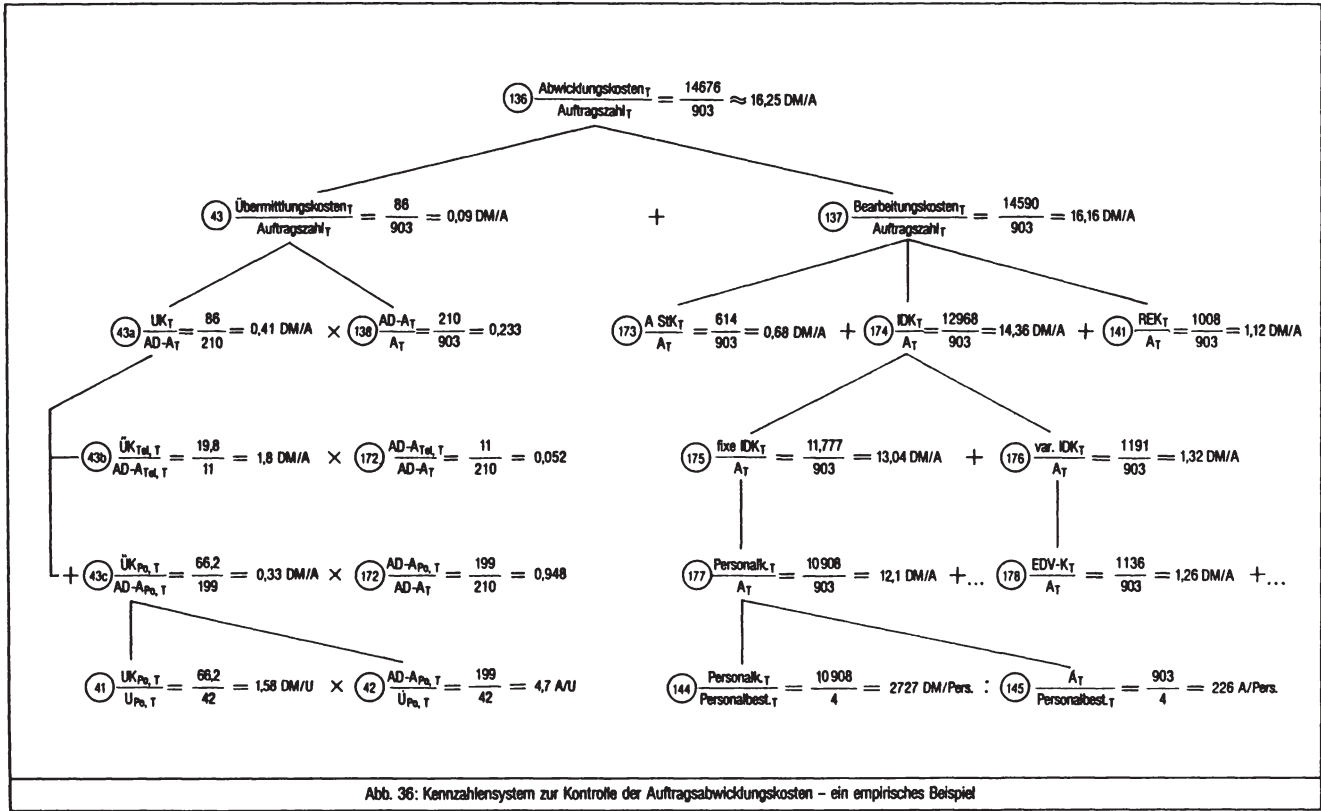 (136) Abwicklungskosten_T / Auftragszahl_T = 14676 / 903 ≈ 16,25 DM/A
(43) Übermittlungskosten_T / Auftragszahl_T = 86 / 903 = 0,09 DM/A + (137) Bearbeitungskosten_T / Auftragszahl_T = 14590 / 903 = 16,16 DM/A
(43a) UK_T / AD-A_T = 86 / 210 = 0,41 DM/A × (138) AD-A_T / A_T = 210 / 903 = 0,233 (173) A StK_T / A_T = 614 / 903 = 0,68 DM/A + (174) IDK_T / A_T = 12968 / 903 = 14,36 DM/A + (141) REK_T / A_T = 1008 / 903 = 1,12 DM/A
(43b) ÜK_Tel, T / AD-A_Tel, T = 19,8 / 11 = 1,8 DM/A × (172) AD-A_Tel, T / AD-A_T = 11 / 210 = 0,052 (175) fixe IDK_T / A_T = 11,777 / 903 = 13,04 DM/A + (176) var. IDK_T / A_T = 1191 / 903 = 1,32 DM/A
+ (43c) ÜK_Po, T / AD-A_Po, T = 66,2 / 199 = 0,33 DM/A × (172) AD-A_Po, T / AD-A_T = 199 / 210 = 0,948 (177) Personalk._T / A_T = 10908 / 903 = 12,1 DM/A +... (178) EDV-K_T / A_T = 1136 / 903 = 1,26 DM/A +...
(41) UK_Po, T / U_Po, T = 66,2 / 42 = 1,58 DM/U × (42) AD-A_Po, T / Ü_Po, T = 199 / 42 = 4,7 A/U (144) Personalk._T / Personalbest._T = 10908 / 4 = 2727 DM/Pers. : (145) A_T / Personalbest._T = 903 / 4 = 226 A/Pers.
Abb. 36: Kennzahlensystem zur Kontrolle der Auftragsabwicklungskosten – ein empirisches Beispiel